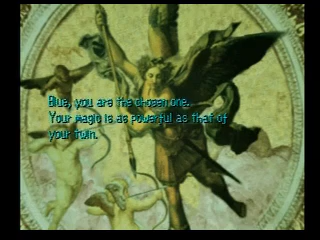 Blue, you are the chosen one.
Your magic is as powerful as that of
your twin.